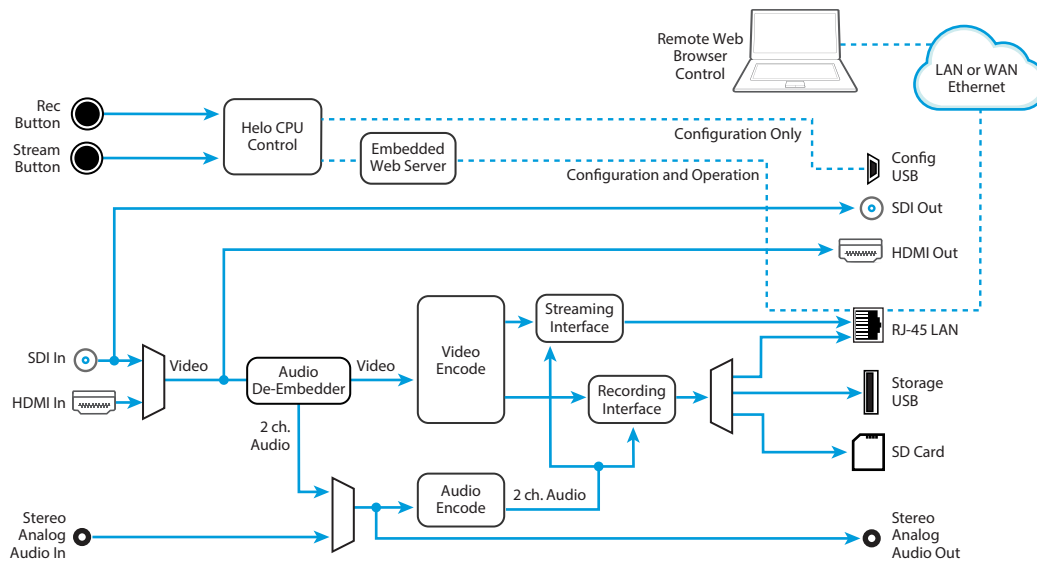 Remote Web
Browser
Control
LAN or WAN
Ethernet
Rec
Button
Stream
Button
Helo CPU
Control
Embedded
Web Server
Configuration Only
Configuration and Operation
Config
USB
SDI Out
HDMI Out
Streaming
Interface
RJ-45 LAN
SDI In
Video
Audio
De-Embedder
Video
Video
Encode
HDMI In
Recording
Interface
Storage
USB
2 ch.
Audio
SD Card
Audio
Encode
2 ch. Audio
Stereo
Analog
Audio In
Stereo
Analog
Audio Out